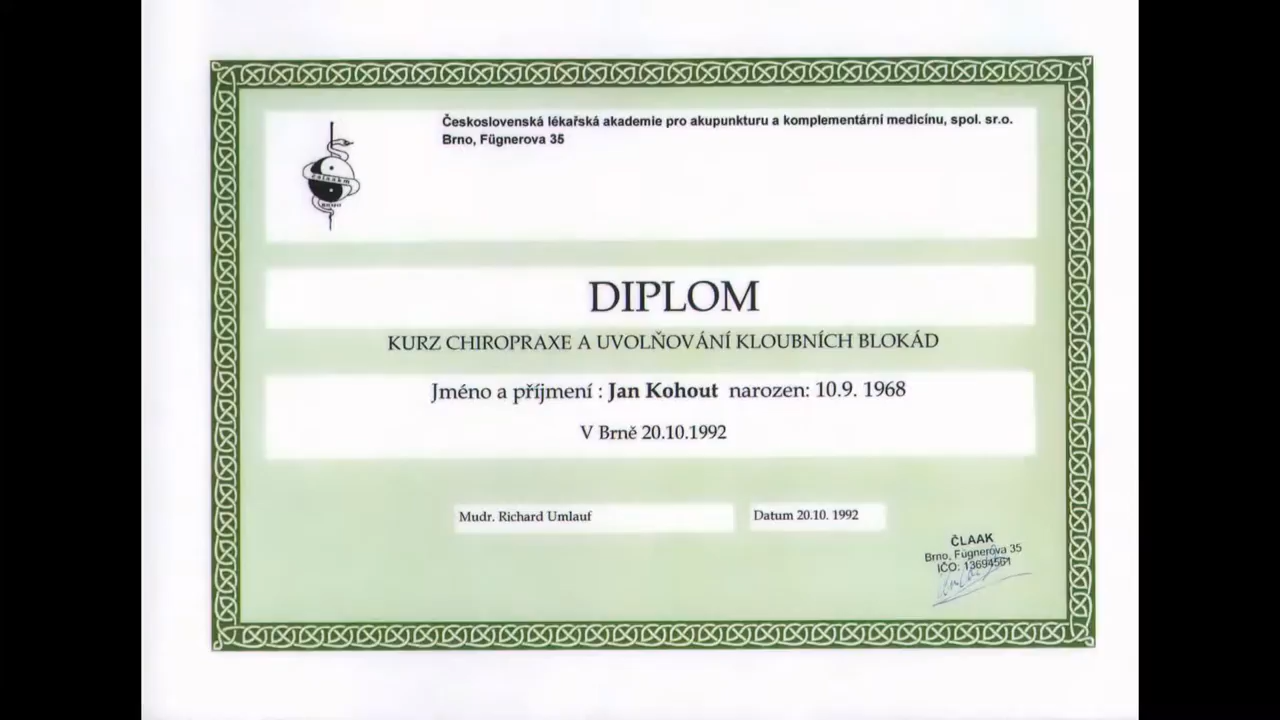 Československá lékařská akademie pro akupunkturu a komplementární medicínu, spol. sr.o.
Brno, Fügnerova 35
DIPLOM
KURZ CHIROPRAXE A UVOLŇOVÁNÍ KLOUBNÍCH BLOKÁD
Jméno a příjmení : Jan Kohout narozen: 10.9. 1968
V Brně 20.10.1992
Mudr. Richard Umlauf
Datum 20.10. 1992
ČLAAK
Brno, Fügnerova 35
IČO: 13694561